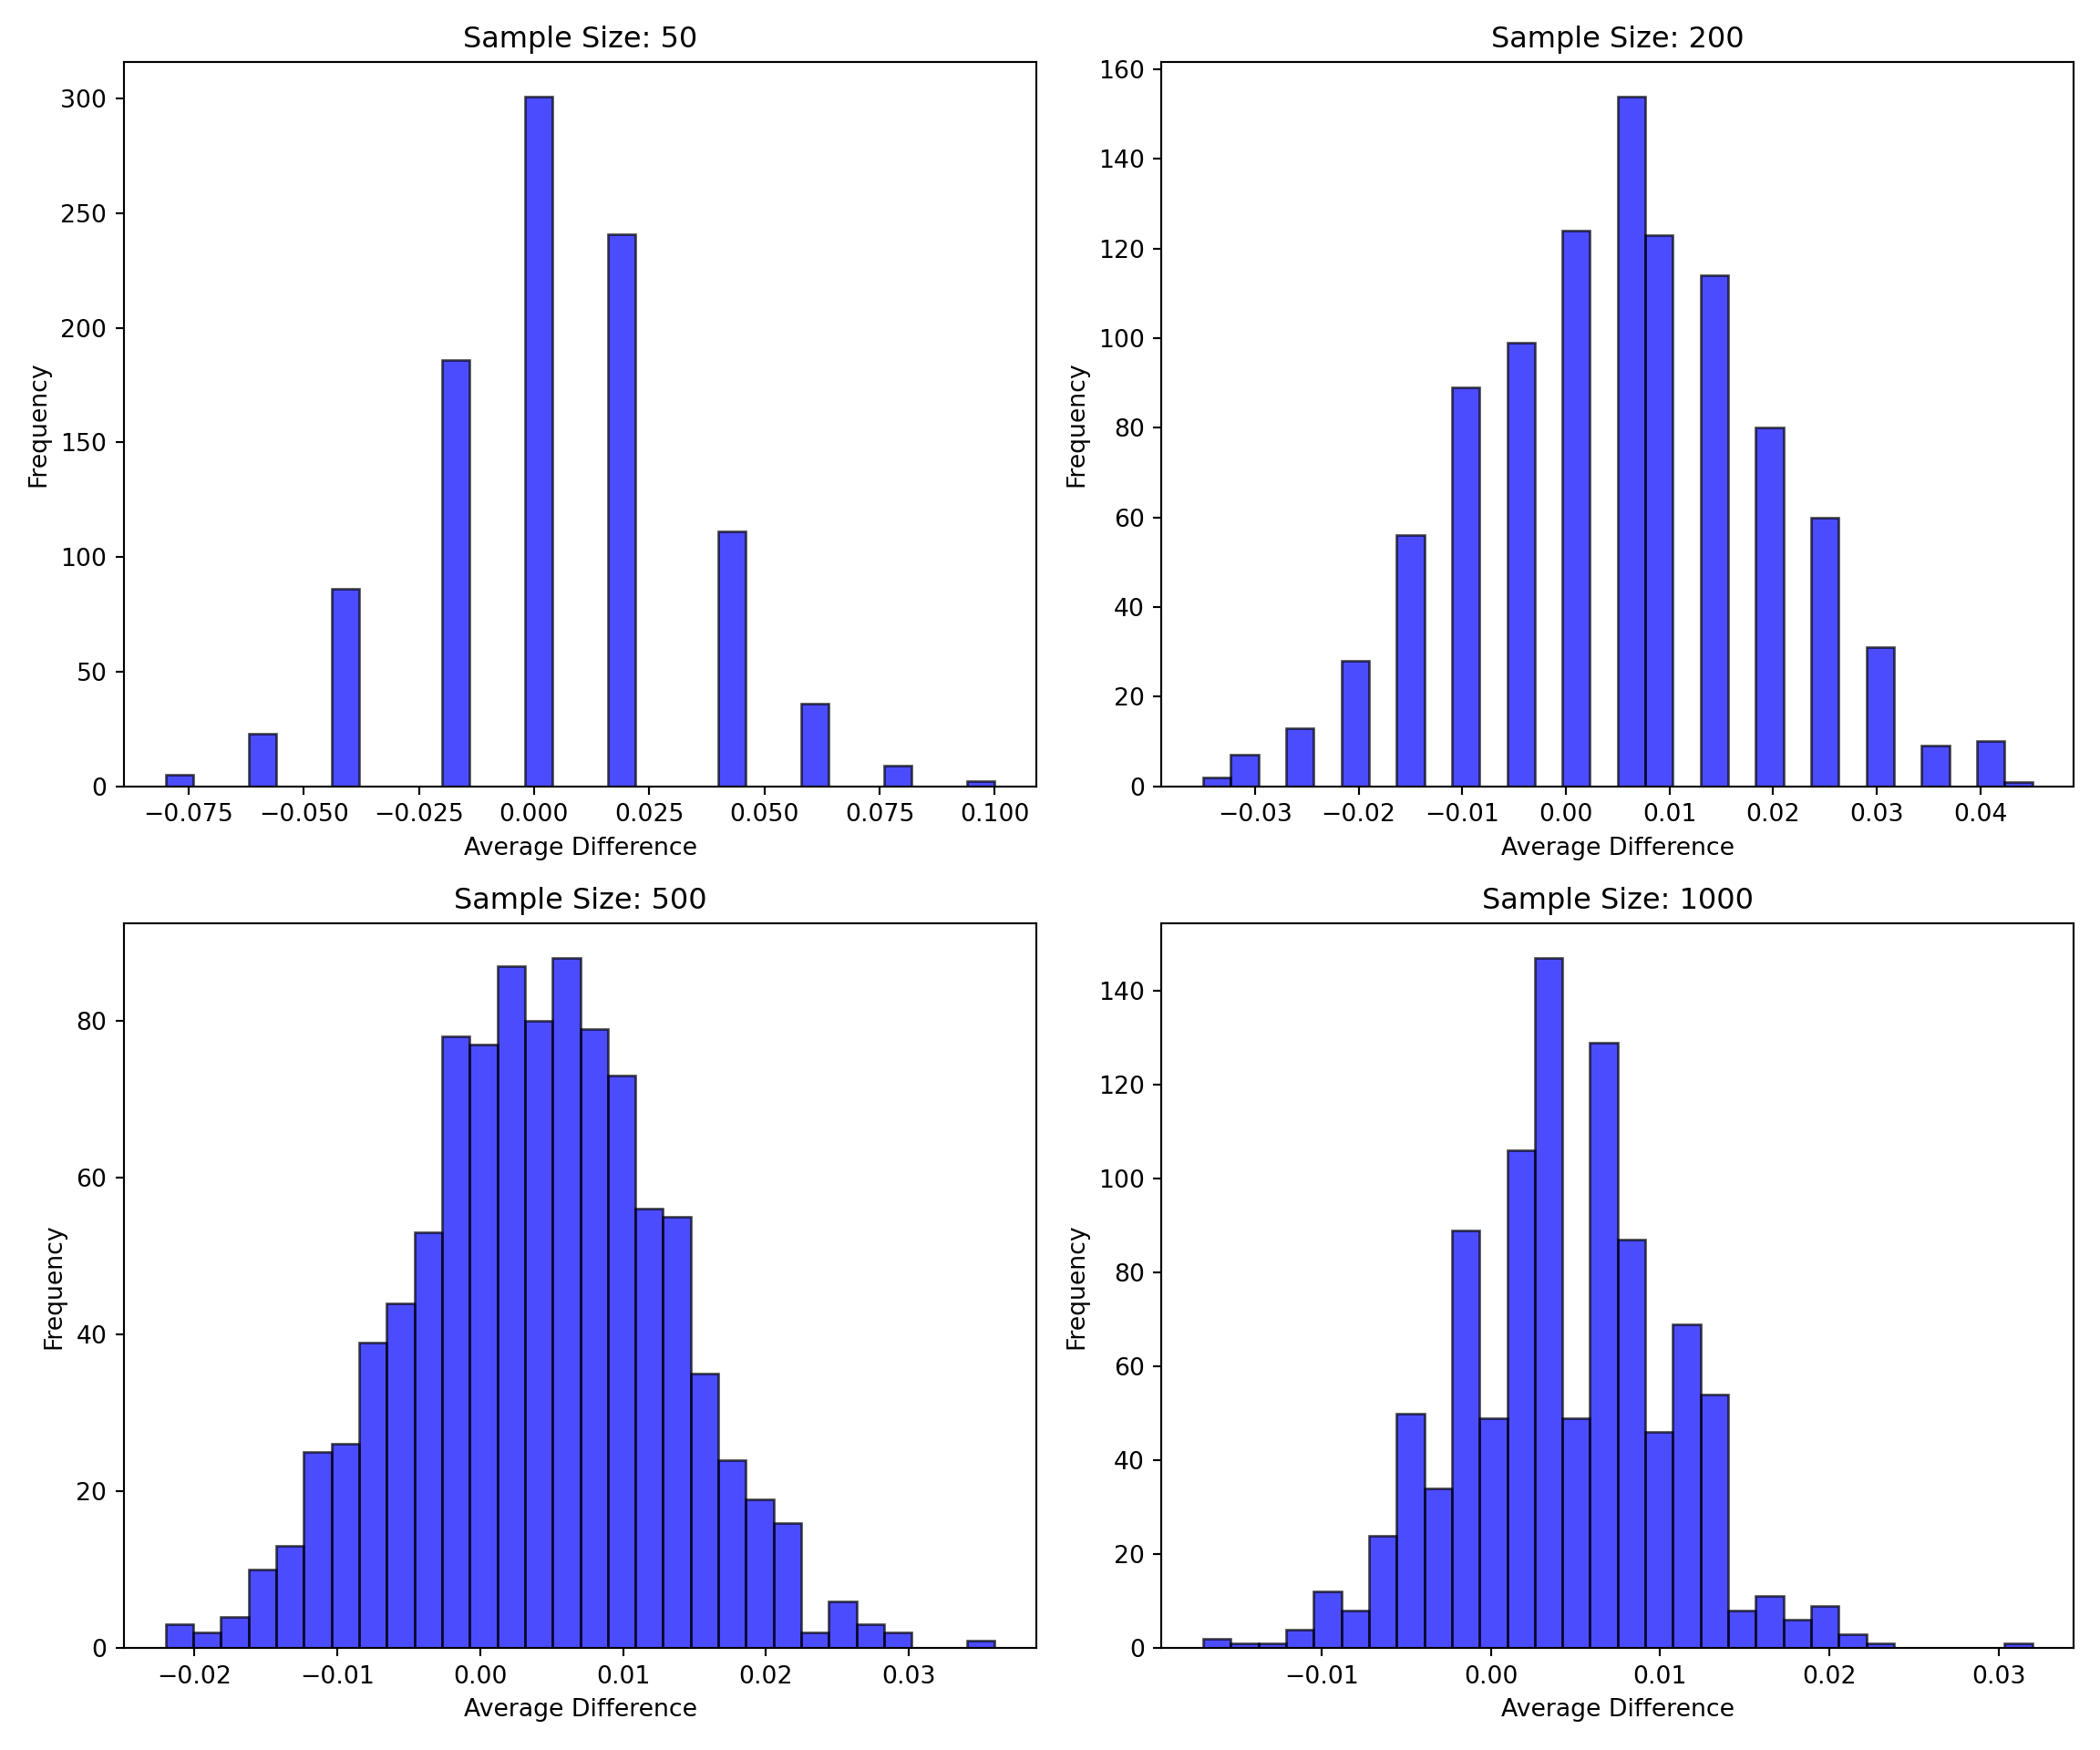 Sample Size: 50
300
250
200
150
100
50
0
Frequency
−0.075 −0.050 −0.025 0.000 0.025 0.050 0.075 0.100
Average Difference
Sample Size: 200
160
140
120
100
80
60
40
20
0
Frequency
−0.03 −0.02 −0.01 0.00 0.01 0.02 0.03 0.04
Average Difference
Sample Size: 500
80
60
40
20
0
Frequency
−0.02 −0.01 0.00 0.01 0.02 0.03
Average Difference
Sample Size: 1000
140
120
100
80
60
40
20
0
Frequency
−0.01 0.00 0.01 0.02 0.03
Average Difference